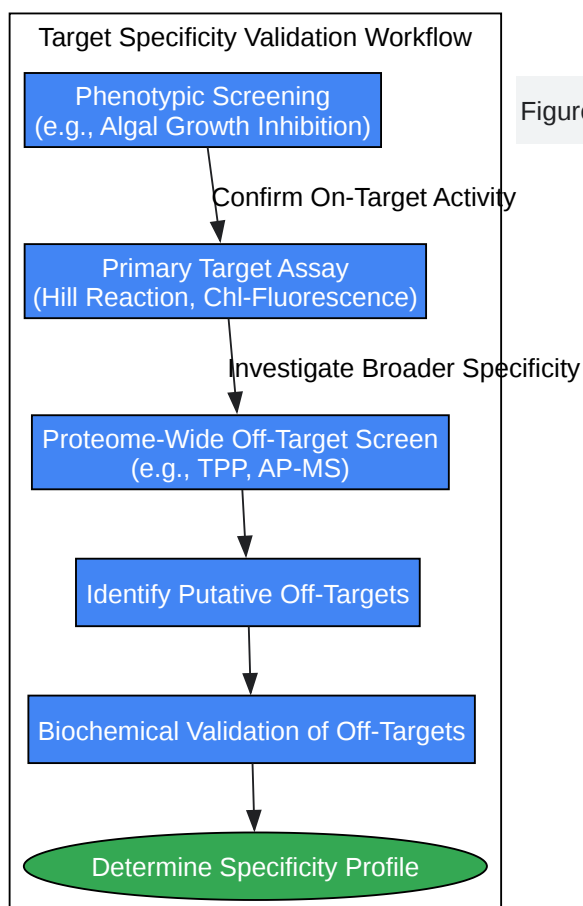 Target Specificity Validation Workflow
Phenotypic Screening
(e.g., Algal Growth Inhibition)
Figure
Confirm On-Target Activity
Primary Target Assay
(Hill Reaction, Chl-Fluorescence)
Investigate Broader Specificity
Proteome-Wide Off-Target Screen
(e.g., TPP, AP-MS)
Identify Putative Off-Targets
Biochemical Validation of Off-Targets
Determine Specificity Profile